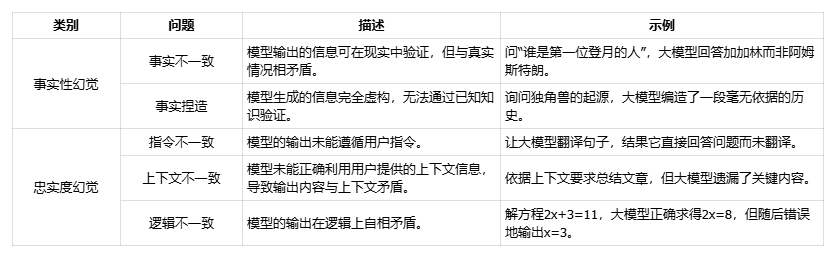 类别 问题 描述 示例
事实性幻觉
事实不一致
模型输出的信息可在现实中验证，但与真实
情况相矛盾。
问“谁是第一位登月的人”，大模型回答加加林而非阿姆
斯特朗。
事实捏造
模型生成的信息完全虚构，无法通过已知知
识验证。
询问独角兽的起源，大模型编造了一段毫无依据的历
史。
忠实度幻觉
指令不一致
模型的输出未能遵循用户指令。
让大模型翻译句子，结果它直接回答问题而未翻译。
上下文不一致
模型未能正确利用用户提供的上下文信息，
导致输出内容与上下文矛盾。
依据上下文要求总结文章，但大模型遗漏了关键内容。
逻辑不一致
模型的输出在逻辑上自相矛盾。
解方程2x+3=11，大模型正确求得2x=8，但随后错误
地输出x=3。